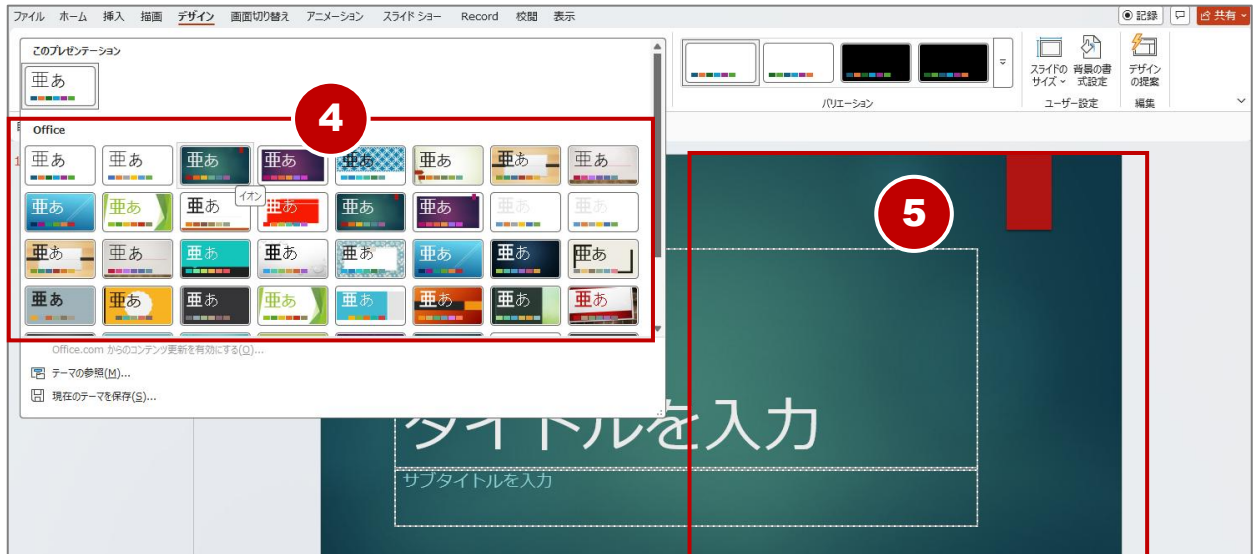 ファイル ホーム 挿入 描画 デザイン 画面切り替え アニメーション スライド ショー Record 校閲 表示
記録
共有
このプレゼンテーション
亜あ
スライドの サイズ
背景の書式設定
デザインの提案
バリエーション
ユーザー設定
編集
4
Office
1
亜あ 亜あ 亜あ 亜あ 亜あ 亜あ 亜あ 亜あ
イオン
亜あ 亜あ 亜あ 亜あ 亜あ 亜あ 亜あ 亜あ
5
亜あ 亜あ 亜あ 亜あ 亜あ 亜あ 亜あ 亜あ
亜あ 亜あ 亜あ 亜あ 亜あ 亜あ 亜あ 亜あ
Office.com からのコンテンツ更新を有効にする(O)...
テーマの参照(M)...
現在のテーマを保存(S)...
タイトルを入力
サブタイトルを入力